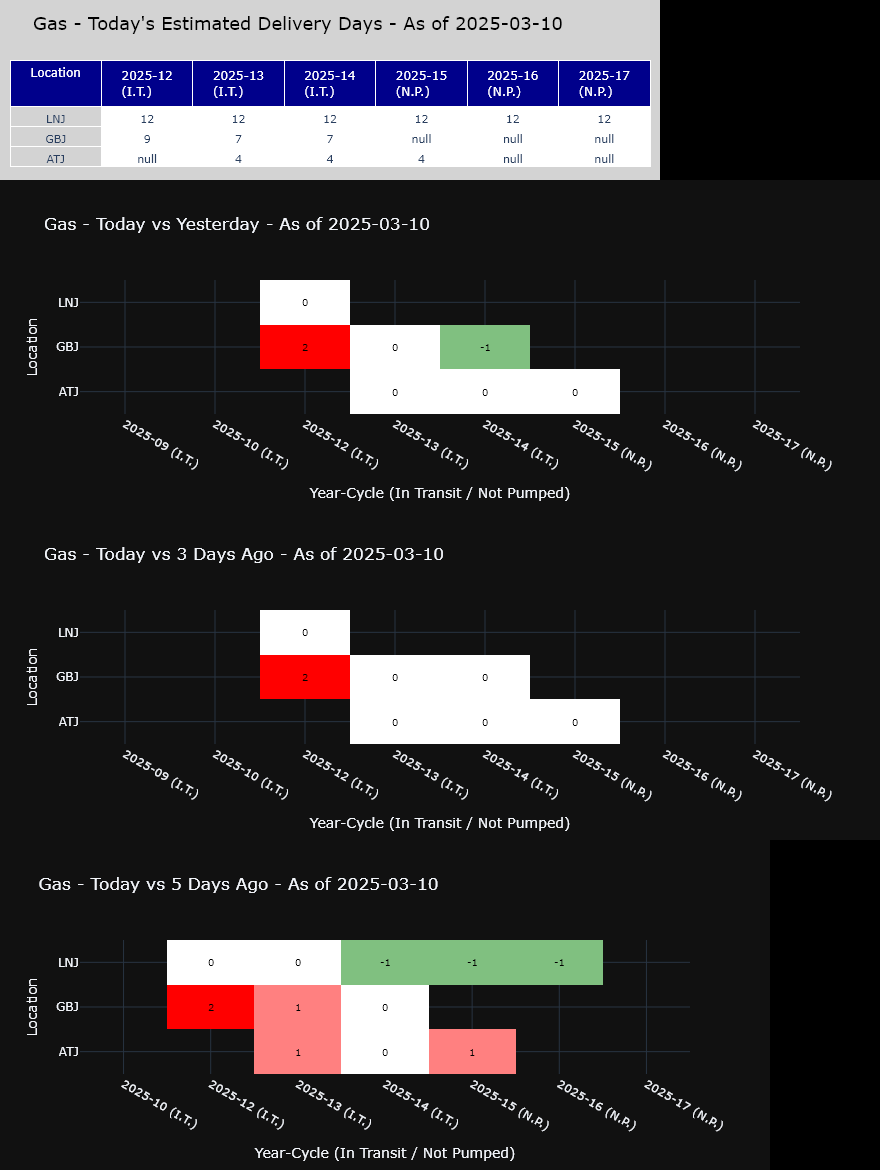 Gas - Today's Estimated Delivery Days - As of 2025-03-10
Location 2025-12 (I.T.) 2025-13 (I.T.) 2025-14 (I.T.) 2025-15 (N.P.) 2025-16 (N.P.) 2025-17 (N.P.)
LNJ 12 12 12 12 12 12
GBJ 9 7 7 null null null
ATJ null 4 4 4 null null
Gas - Today vs Yesterday - As of 2025-03-10
Location
LNJ 0
GBJ 2 0 -1
ATJ 0 0 0
2025-09 (I.T.) 2025-10 (I.T.) 2025-12 (I.T.) 2025-13 (I.T.) 2025-14 (I.T.) 2025-15 (N.P.) 2025-16 (N.P.) 2025-17 (N.P.)
Year-Cycle (In Transit / Not Pumped)
Gas - Today vs 3 Days Ago - As of 2025-03-10
Location
LNJ 0
GBJ 2 0 0
ATJ 0 0 0
2025-09 (I.T.) 2025-10 (I.T.) 2025-12 (I.T.) 2025-13 (I.T.) 2025-14 (I.T.) 2025-15 (N.P.) 2025-16 (N.P.) 2025-17 (N.P.)
Year-Cycle (In Transit / Not Pumped)
Gas - Today vs 5 Days Ago - As of 2025-03-10
Location
LNJ 0 0 -1 -1 -1
GBJ 2 1 0
ATJ 1 0 1
2025-10 (I.T.) 2025-12 (I.T.) 2025-13 (I.T.) 2025-14 (I.T.) 2025-15 (N.P.) 2025-16 (N.P.) 2025-17 (N.P.)
Year-Cycle (In Transit / Not Pumped)